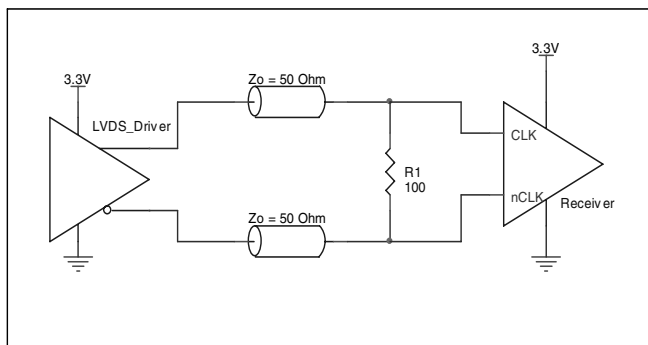 3.3V
LVDS_Driver
Zo = 50 Ohm
Zo = 50 Ohm
R1
100
3.3V
CLK
nCLK
Receiver